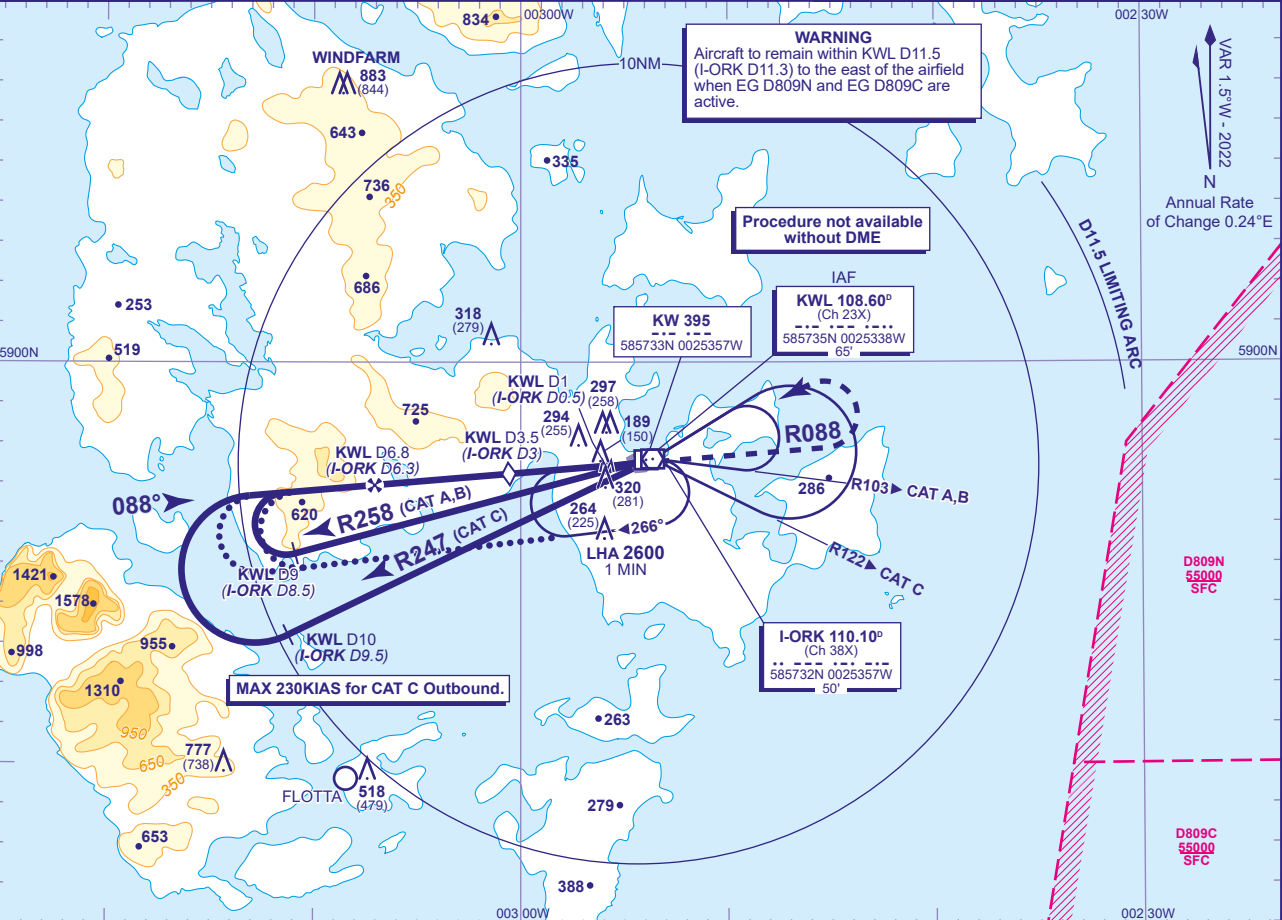 834
00300W
002 30W
WINDFARM
883
(844)
10NM
WARNING
Aircraft to remain within KWL D11.5
(I-ORK D11.3) to the east of the airfield
when EG D809N and EG D809C are
active.
VAR 1.5°W - 2022
N
Annual Rate
of Change 0.24°E
643
335
736
350
Procedure not available
without DME
D11.5 LIMITING ARC
686
253
318
(279)
IAF
KWL 108.60ᴰ
(Ch 23X)
-·- ·-- ·-··
585735N 0025338W
65'
KW 395
-·- ·--
585733N 0025357W
5900N
5900N
519
KWL D1
(I-ORK D0.5)
297
(258)
294
(255)
189
(150)
725
KWL D3.5
(I-ORK D3)
KWL D6.8
(I-ORK D6.3)
R088
088°
620
R258 (CAT A,B)
R247 (CAT C)
320
(281)
264
(225)
266°
LHA 2600
1 MIN
286
R103 CAT A,B
R122 CAT C
KWL D9
(I-ORK D8.5)
1421
1578
998
955
1310
KWL D10
(I-ORK D9.5)
D809N
55000
SFC
I-ORK 110.10ᴰ
(Ch 38X)
·· --- ·-· -·-
585732N 0025357W
50'
MAX 230KIAS for CAT C Outbound.
263
950
650
350
777
(738)
FLOTTA
518
(479)
279
653
D809C
55000
SFC
388
003 00W
002 30W